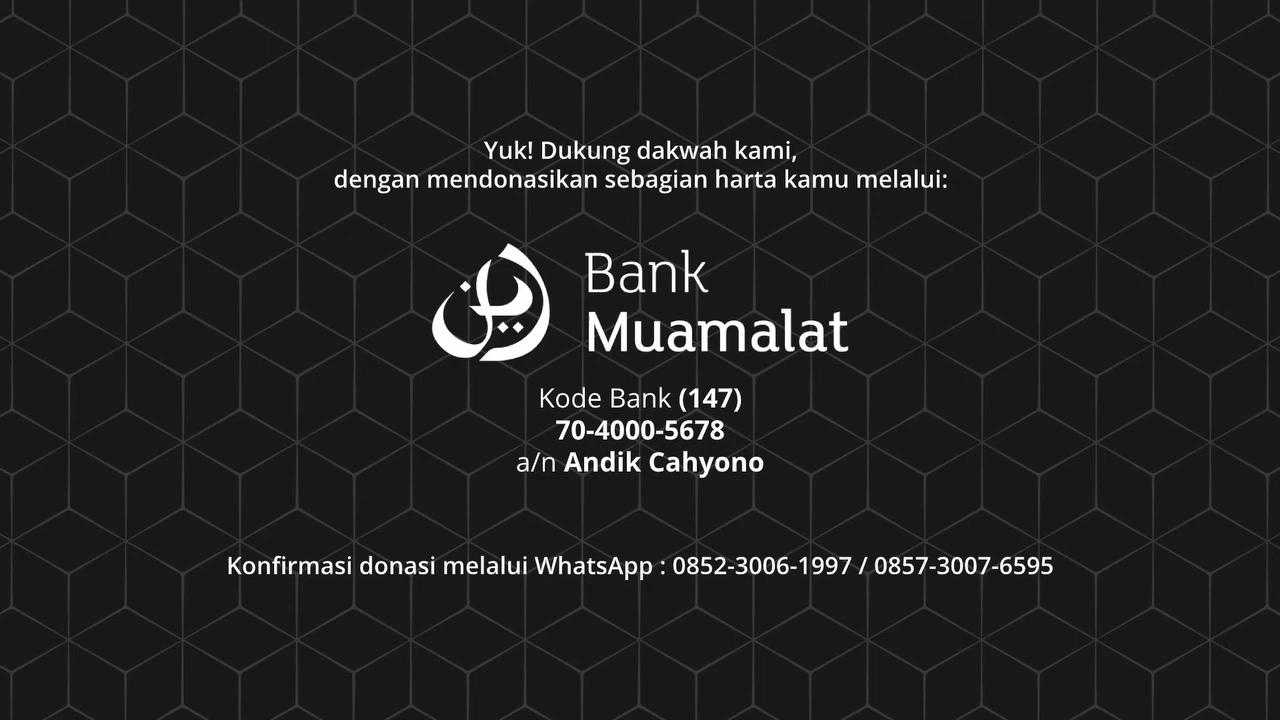 Yuk! Dukung dakwah kami,
dengan mendonasikan sebagian harta kamu melalui:
Bank
Muamalat
Kode Bank (147)
70-4000-5678
a/n Andik Cahyono
Konfirmasi donasi melalui WhatsApp : 0852-3006-1997 / 0857-3007-6595